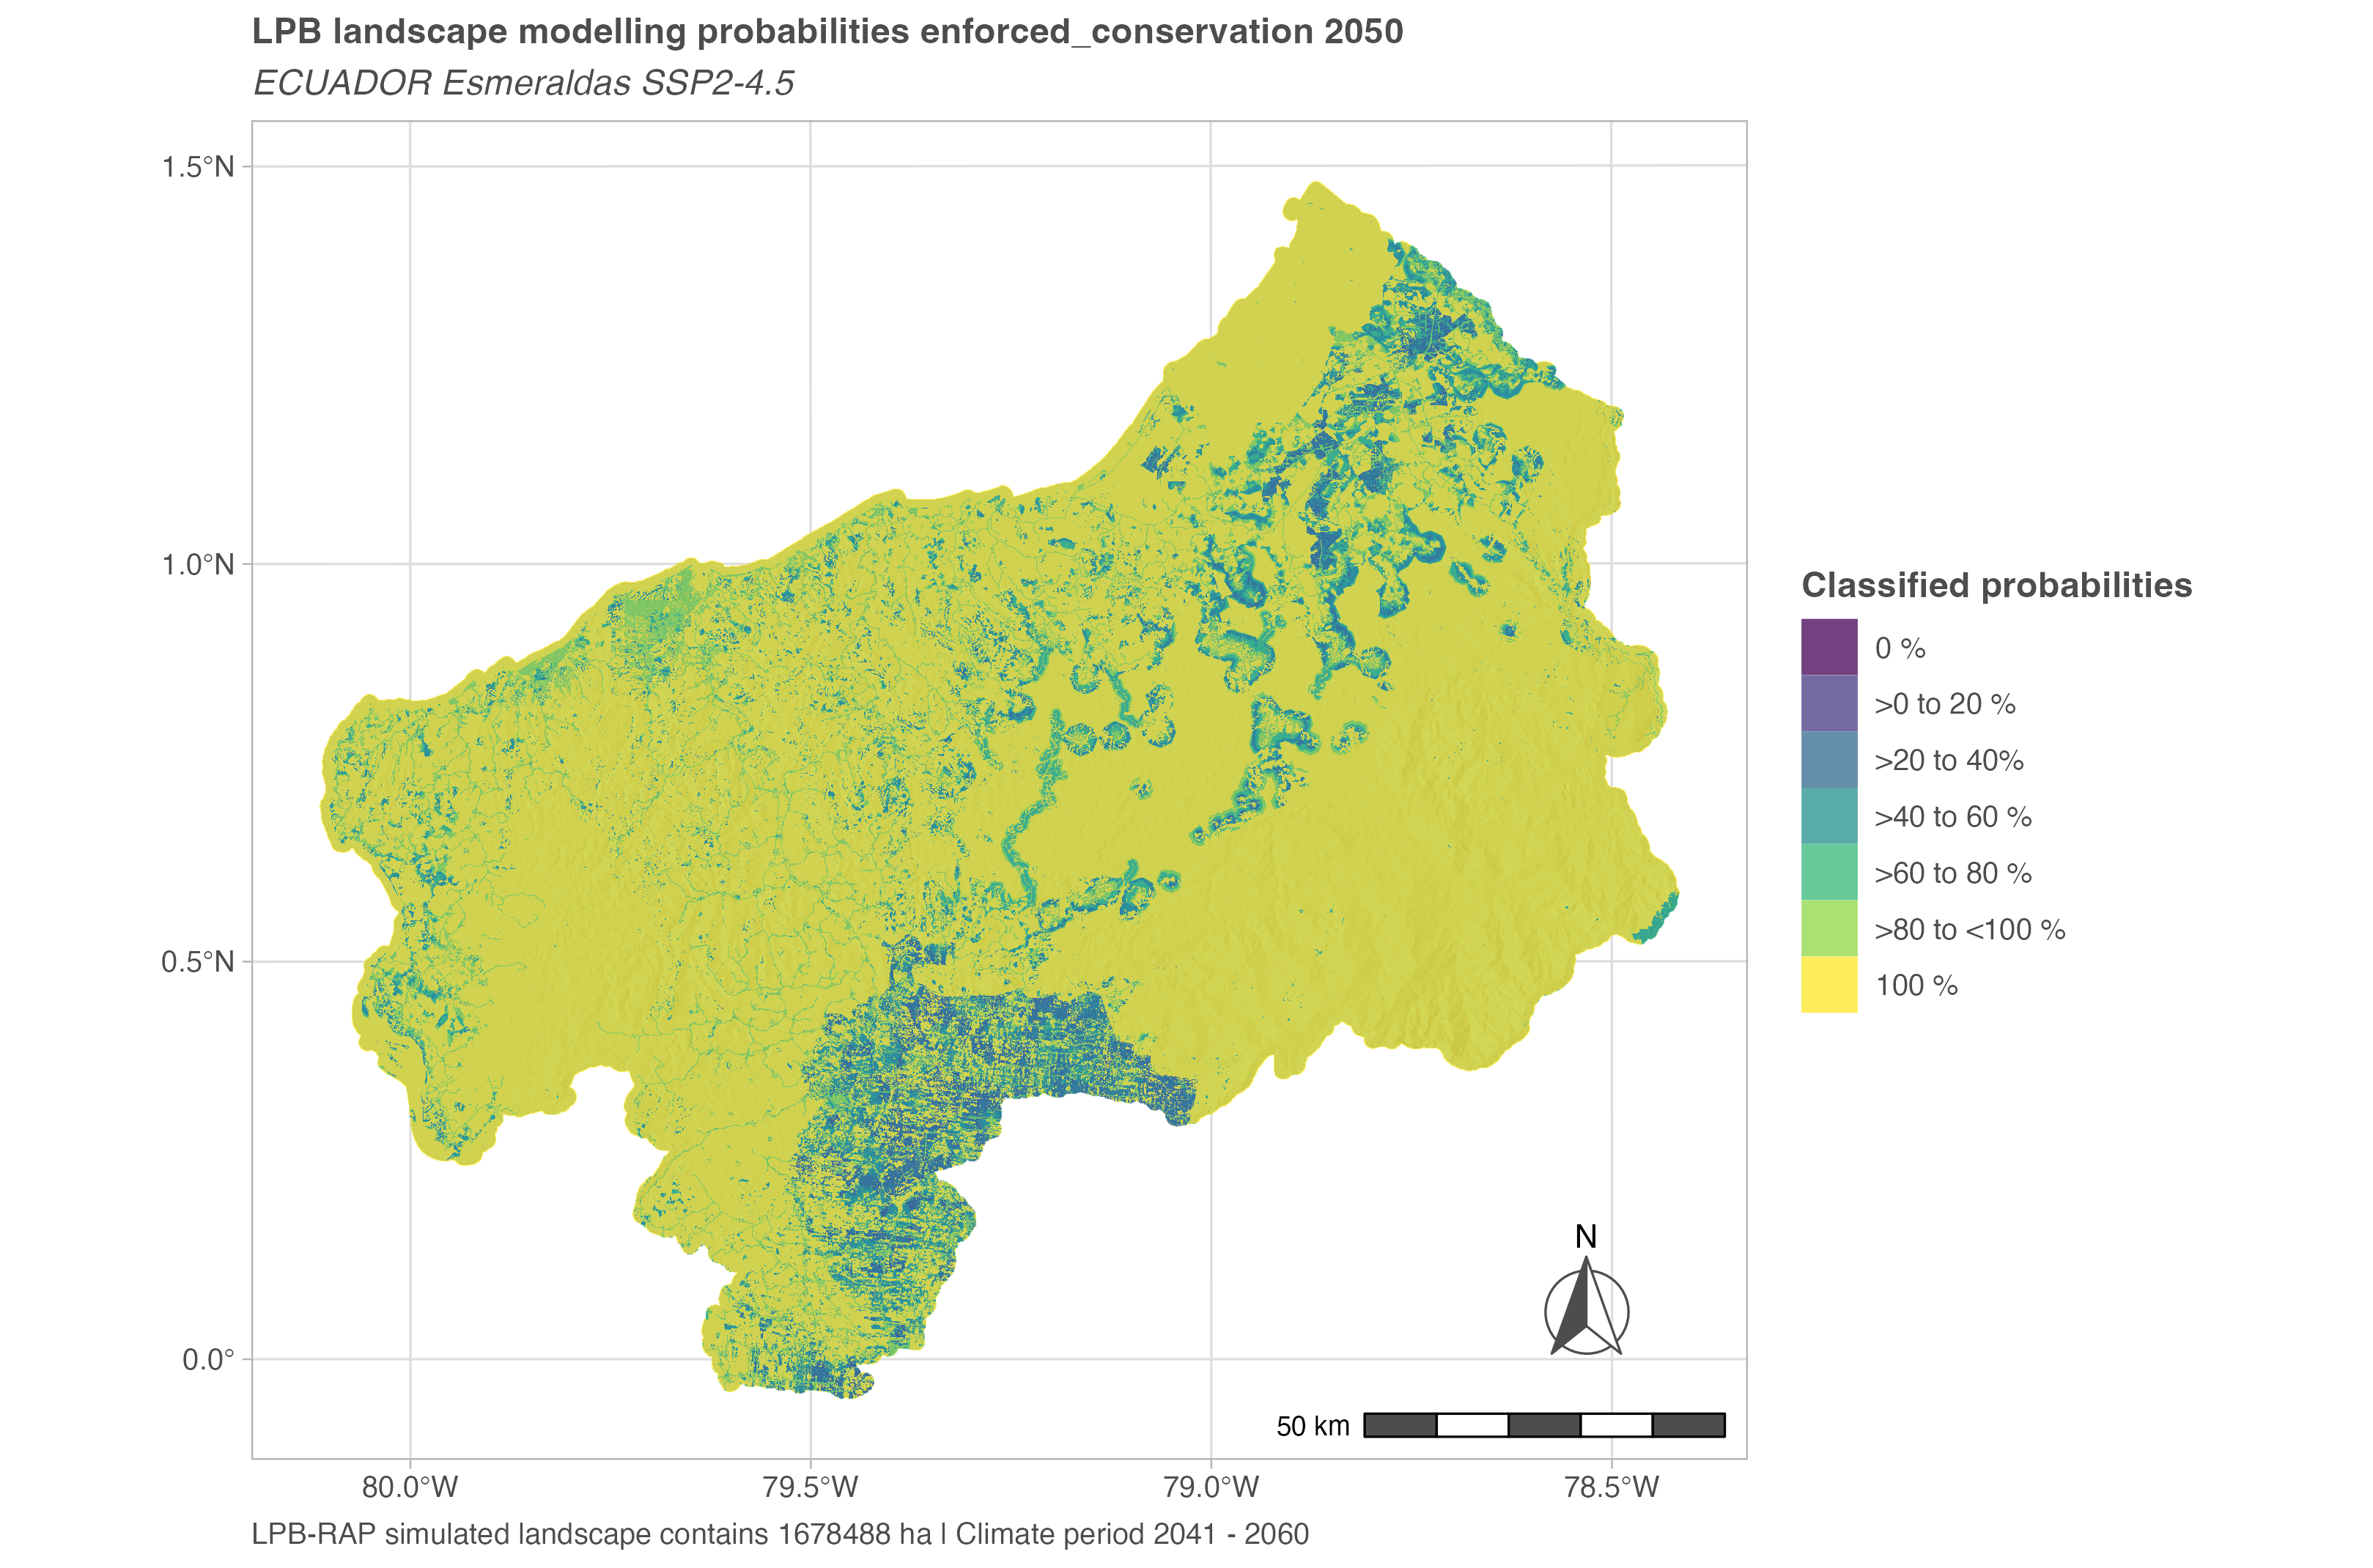 LPB landscape modelling probabilities enforced_conservation 2050
ECUADOR Esmeraldas SSP2-4.5
1.5°N
1.0°N
0.5°N
0.0°
80.0°W
79.5°W
79.0°W
78.5°W
N
50 km
Classified probabilities
0 %
>0 to 20 %
>20 to 40%
>40 to 60 %
>60 to 80 %
>80 to <100 %
100 %
LPB-RAP simulated landscape contains 1678488 ha | Climate period 2041 - 2060